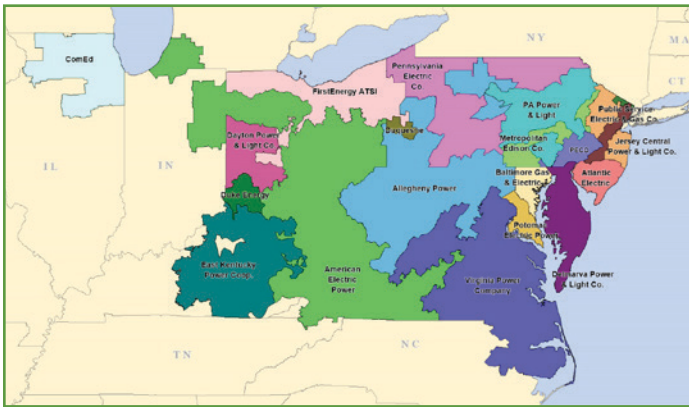 NY
MA
CT
ComEd
Pennsylvania
Electric
Co.
FirstEnergy ATSI
PA Power
& Light
Public Service
Electric & Gas Co.
Duquesne
Dayton Power
& Light Co
Metropolitan
Edison Co.
PECO
Jersey Central
Power & Light Co.
IL
IN
Baltimore Gas
& Electric
Atlantic
Electric
Allegheny Power
Duke Energy
Potomac
Electric Power
East Kentucky
Power Coop.
American
Electric
Power
Virginia Power
Company
Delmarva Power
& Light Co.
TN
NC